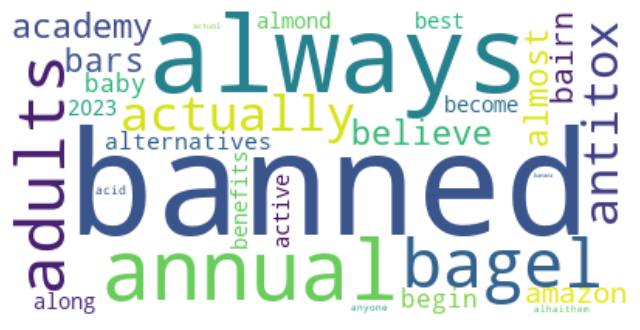 academy
actual
almond
best
bars
always
almost
bairn
antitox
baby
2023
actually
become
believe
alternatives
adults
banned
acid
benefits
active
banana
annual
bagel
along
anyone
begin
amazon
alhaithem